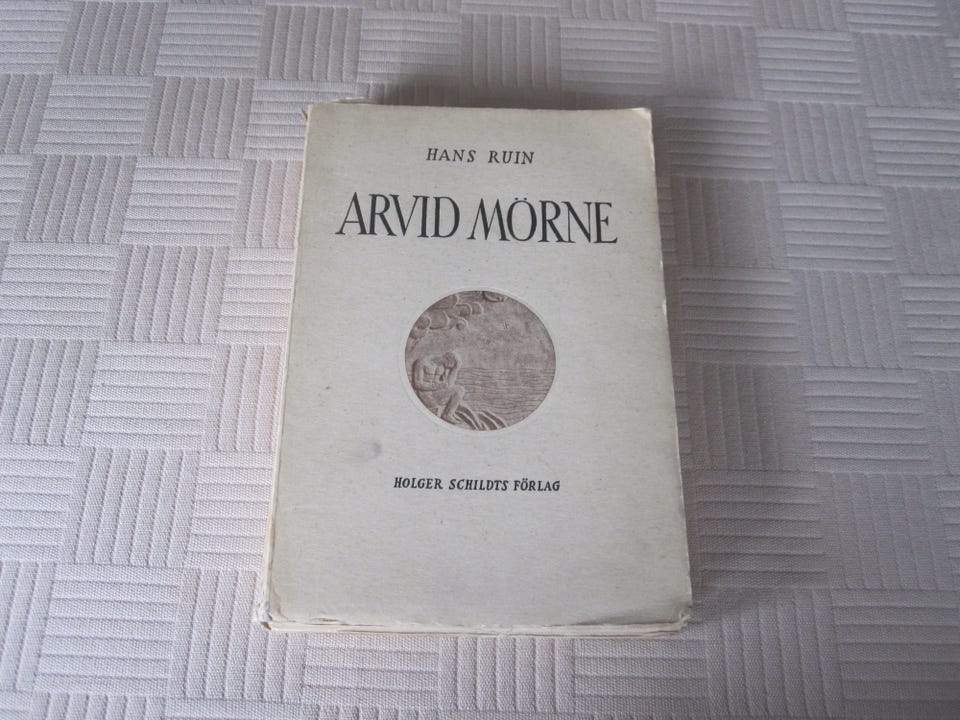 HANS RUIN
ARVID MÖRNE
HOLGER SCHILDTS FÖRLAG